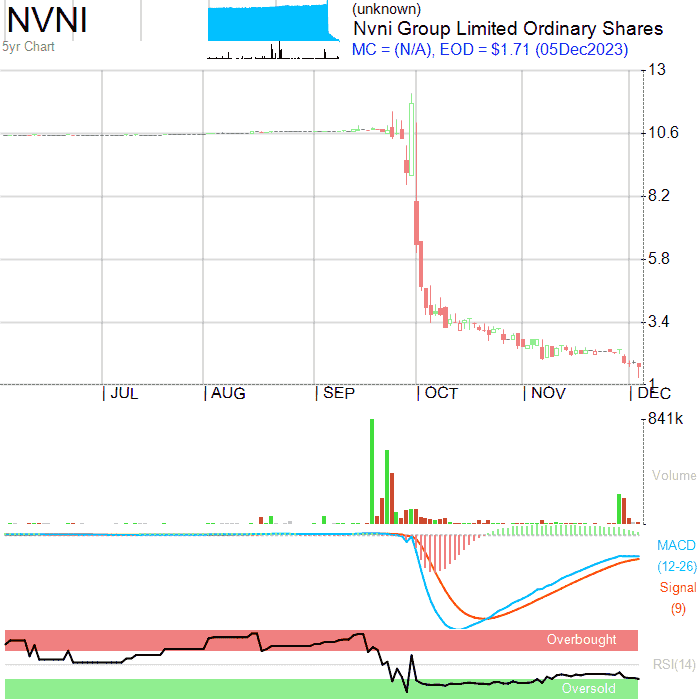 NVNI
5yr Chart
(unknown)
Nvni Group Limited Ordinary Shares
MC = (N/A), EOD = $1.71 (05Dec2023)
13
10.6
8.2
5.8
3.4
1
JUL AUG SEP OCT NOV DEC
841k
Volume
MACD
(12-26)
Signal
(9)
Overbought
RSI(14)
Oversold